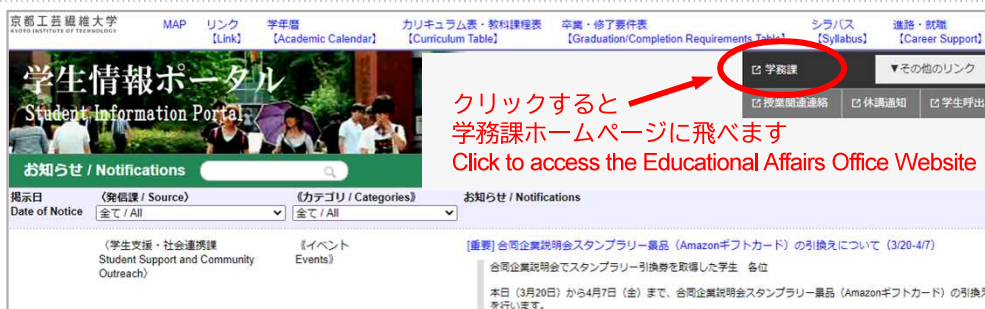 京都工芸繊維大学
KYOTO INSTITUTE OF TECHNOLOGY
MAP
リンク
【Link】
学年暦
【Academic Calendar】
カリキュラム表・教科課程表
【Curriculum Table】
卒業・修了要件表
【Graduation/Completion Requirements Table】
シラバス
【Syllabus】
進路・就職
【Career Support】
学生情報ポータル
Student Information Portal
学務課
▼その他のリンク
授業関連連絡
休講通知
学生呼出
クリックすると
学務課ホームページに飛べます
Click to access the Educational Affairs Office Website
お知らせ / Notifications
掲示日
Date of Notice
〈発信課 / Source〉
全て / All
《カテゴリ / Categories》
全て / All
お知らせ / Notifications
〈学生支援・社会連携課
Student Support and Community
Outreach〉
《イベント
Events》
[重要] 合同企業説明会スタンプラリー景品（Amazonギフトカード）の引換えについて（3/20-4/7）
合同企業説明会でスタンプラリー引換券を取得した学生 各位
本日（3月20日）から4月7日（金）まで、合同企業説明会スタンプラリー景品（Amazonギフトカード）の引換え
を行います。